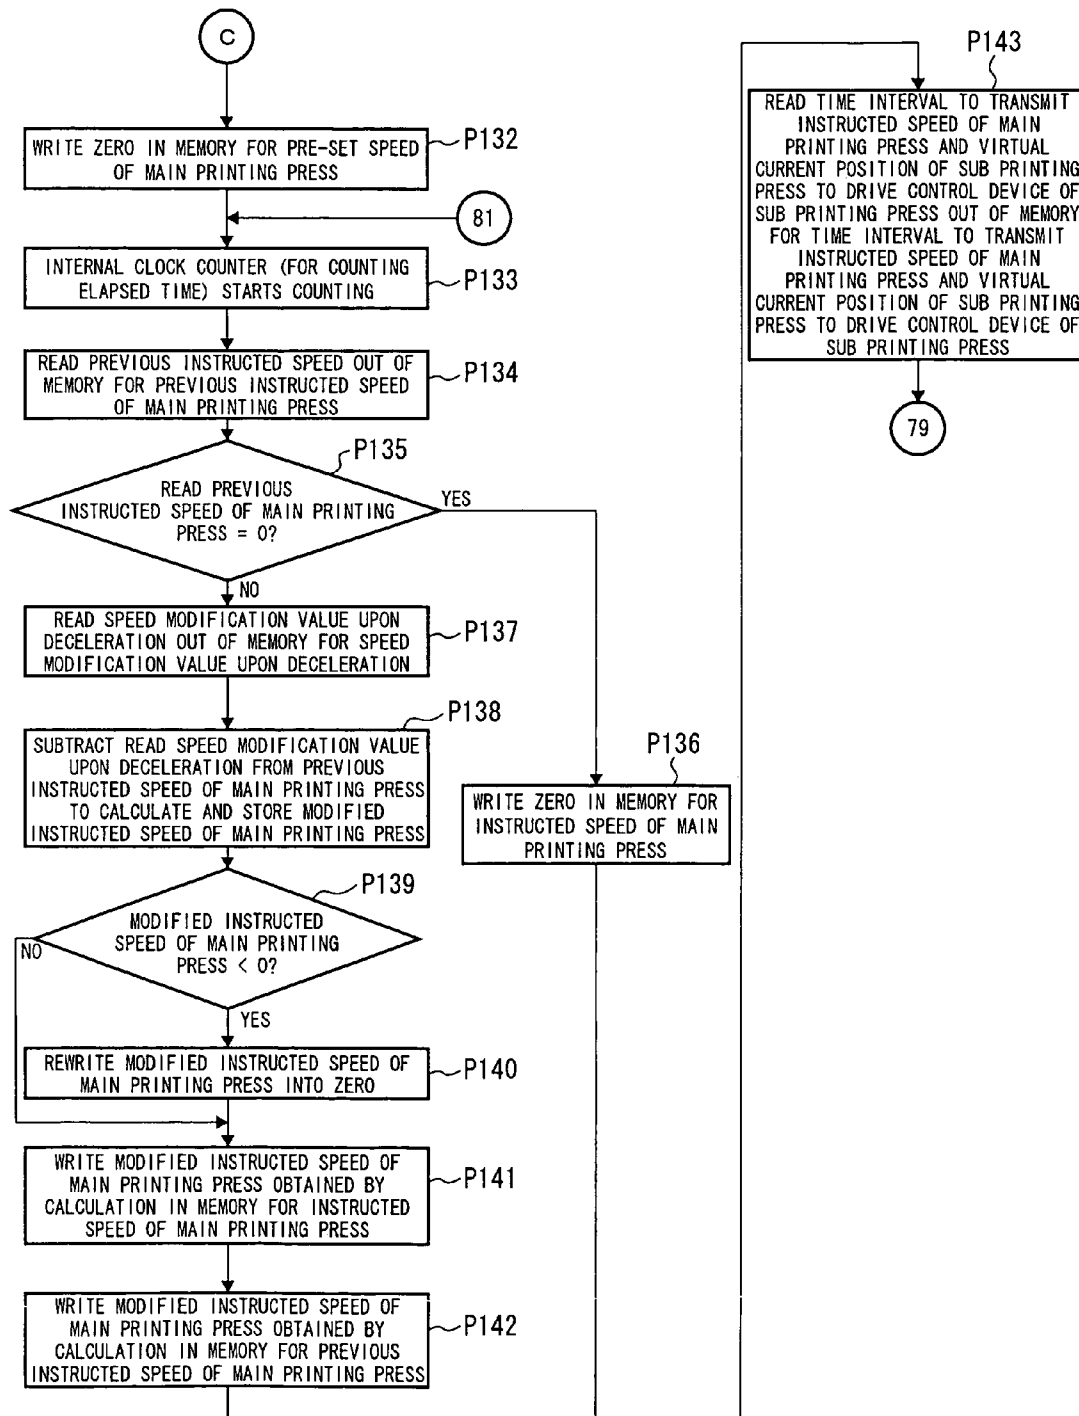 C
WRITE ZERO IN MEMORY FOR PRE-SET SPEED
OF MAIN PRINTING PRESS
P132
81
INTERNAL CLOCK COUNTER (FOR COUNTING
ELAPSED TIME) STARTS COUNTING
P133
READ PREVIOUS INSTRUCTED SPEED OUT OF
MEMORY FOR PREVIOUS INSTRUCTED SPEED
OF MAIN PRINTING PRESS
P134
P135
READ PREVIOUS
INSTRUCTED SPEED OF MAIN PRINTING
PRESS = 0?
YES
NO
READ SPEED MODIFICATION VALUE UPON
DECELERATION OUT OF MEMORY FOR SPEED
MODIFICATION VALUE UPON DECELERATION
P137
P138
SUBTRACT READ SPEED MODIFICATION VALUE
UPON DECELERATION FROM PREVIOUS
INSTRUCTED SPEED OF MAIN PRINTING PRESS
TO CALCULATE AND STORE MODIFIED
INSTRUCTED SPEED OF MAIN PRINTING PRESS
P136
WRITE ZERO IN MEMORY FOR
INSTRUCTED SPEED OF MAIN
PRINTING PRESS
P139
MODIFIED INSTRUCTED
SPEED OF MAIN PRINTING
PRESS < 0?
NO
YES
REWRITE MODIFIED INSTRUCTED SPEED OF
MAIN PRINTING PRESS INTO ZERO
P140
WRITE MODIFIED INSTRUCTED SPEED OF
MAIN PRINTING PRESS OBTAINED BY
CALCULATION IN MEMORY FOR INSTRUCTED
SPEED OF MAIN PRINTING PRESS
P141
WRITE MODIFIED INSTRUCTED SPEED OF
MAIN PRINTING PRESS OBTAINED BY
CALCULATION IN MEMORY FOR PREVIOUS
INSTRUCTED SPEED OF MAIN PRINTING PRESS
P142
P143
READ TIME INTERVAL TO TRANSMIT
INSTRUCTED SPEED OF MAIN
PRINTING PRESS AND VIRTUAL
CURRENT POSITION OF SUB PRINTING
PRESS TO DRIVE CONTROL DEVICE OF
SUB PRINTING PRESS OUT OF MEMORY
FOR TIME INTERVAL TO TRANSMIT
INSTRUCTED SPEED OF MAIN
PRINTING PRESS AND VIRTUAL
CURRENT POSITION OF SUB PRINTING
PRESS TO DRIVE CONTROL DEVICE OF
SUB PRINTING PRESS
79